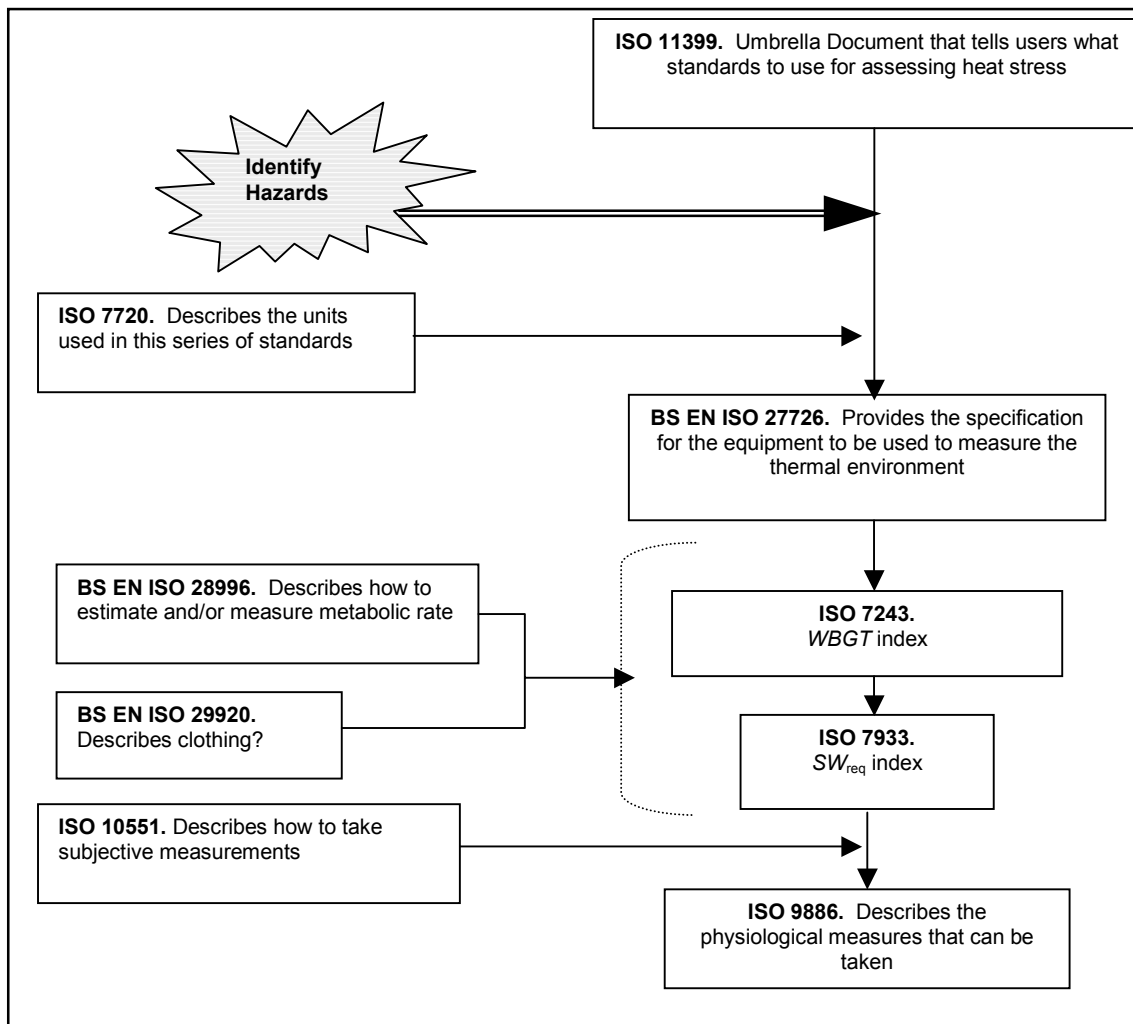 ISO 11399. Umbrella Document that tells users what
standards to use for assessing heat stress
Identify
Hazards
ISO 7720. Describes the units
used in this series of standards
BS EN ISO 27726. Provides the specification
for the equipment to be used to measure the
thermal environment
BS EN ISO 28996. Describes how to
estimate and/or measure metabolic rate
ISO 7243.
WBGT index
BS EN ISO 29920.
Describes clothing?
ISO 7933.
SWreq index
ISO 10551. Describes how to take
subjective measurements
ISO 9886. Describes the
physiological measures that can be
taken